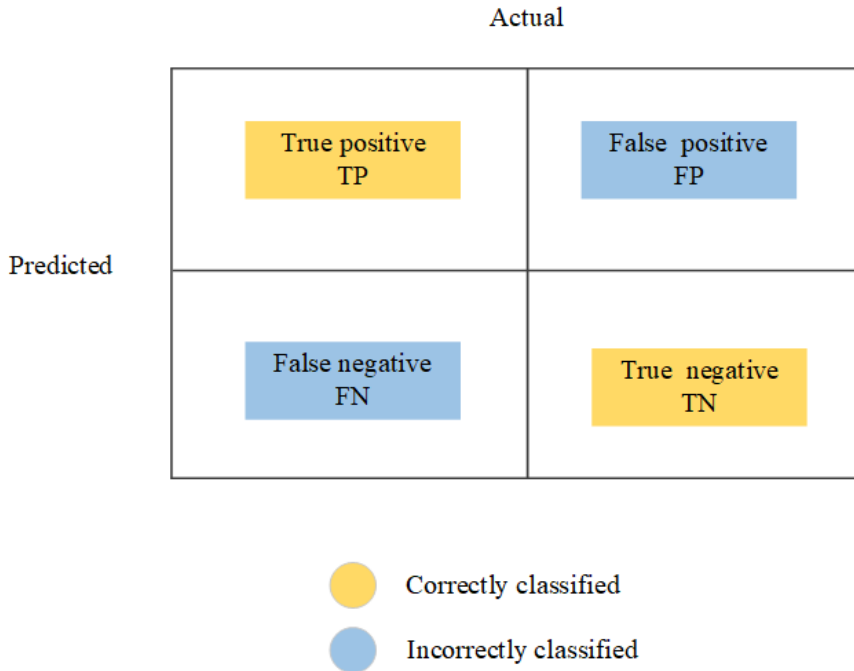 Actual
True positive
TP
False positive
FP
Predicted
False negative
FN
True negative
TN
Correctly classified
Incorrectly classified